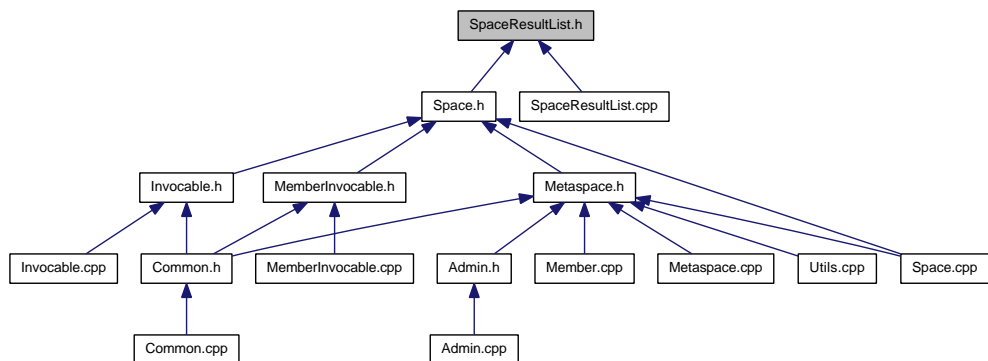 SpaceResultList.h
Space.h
SpaceResultList.cpp
Invocable.h
MemberInvocable.h
Metaspace.h
Invocable.cpp
Common.h
MemberInvocable.cpp
Admin.h
Member.cpp
Metaspace.cpp
Utils.cpp
Space.cpp
Common.cpp
Admin.cpp